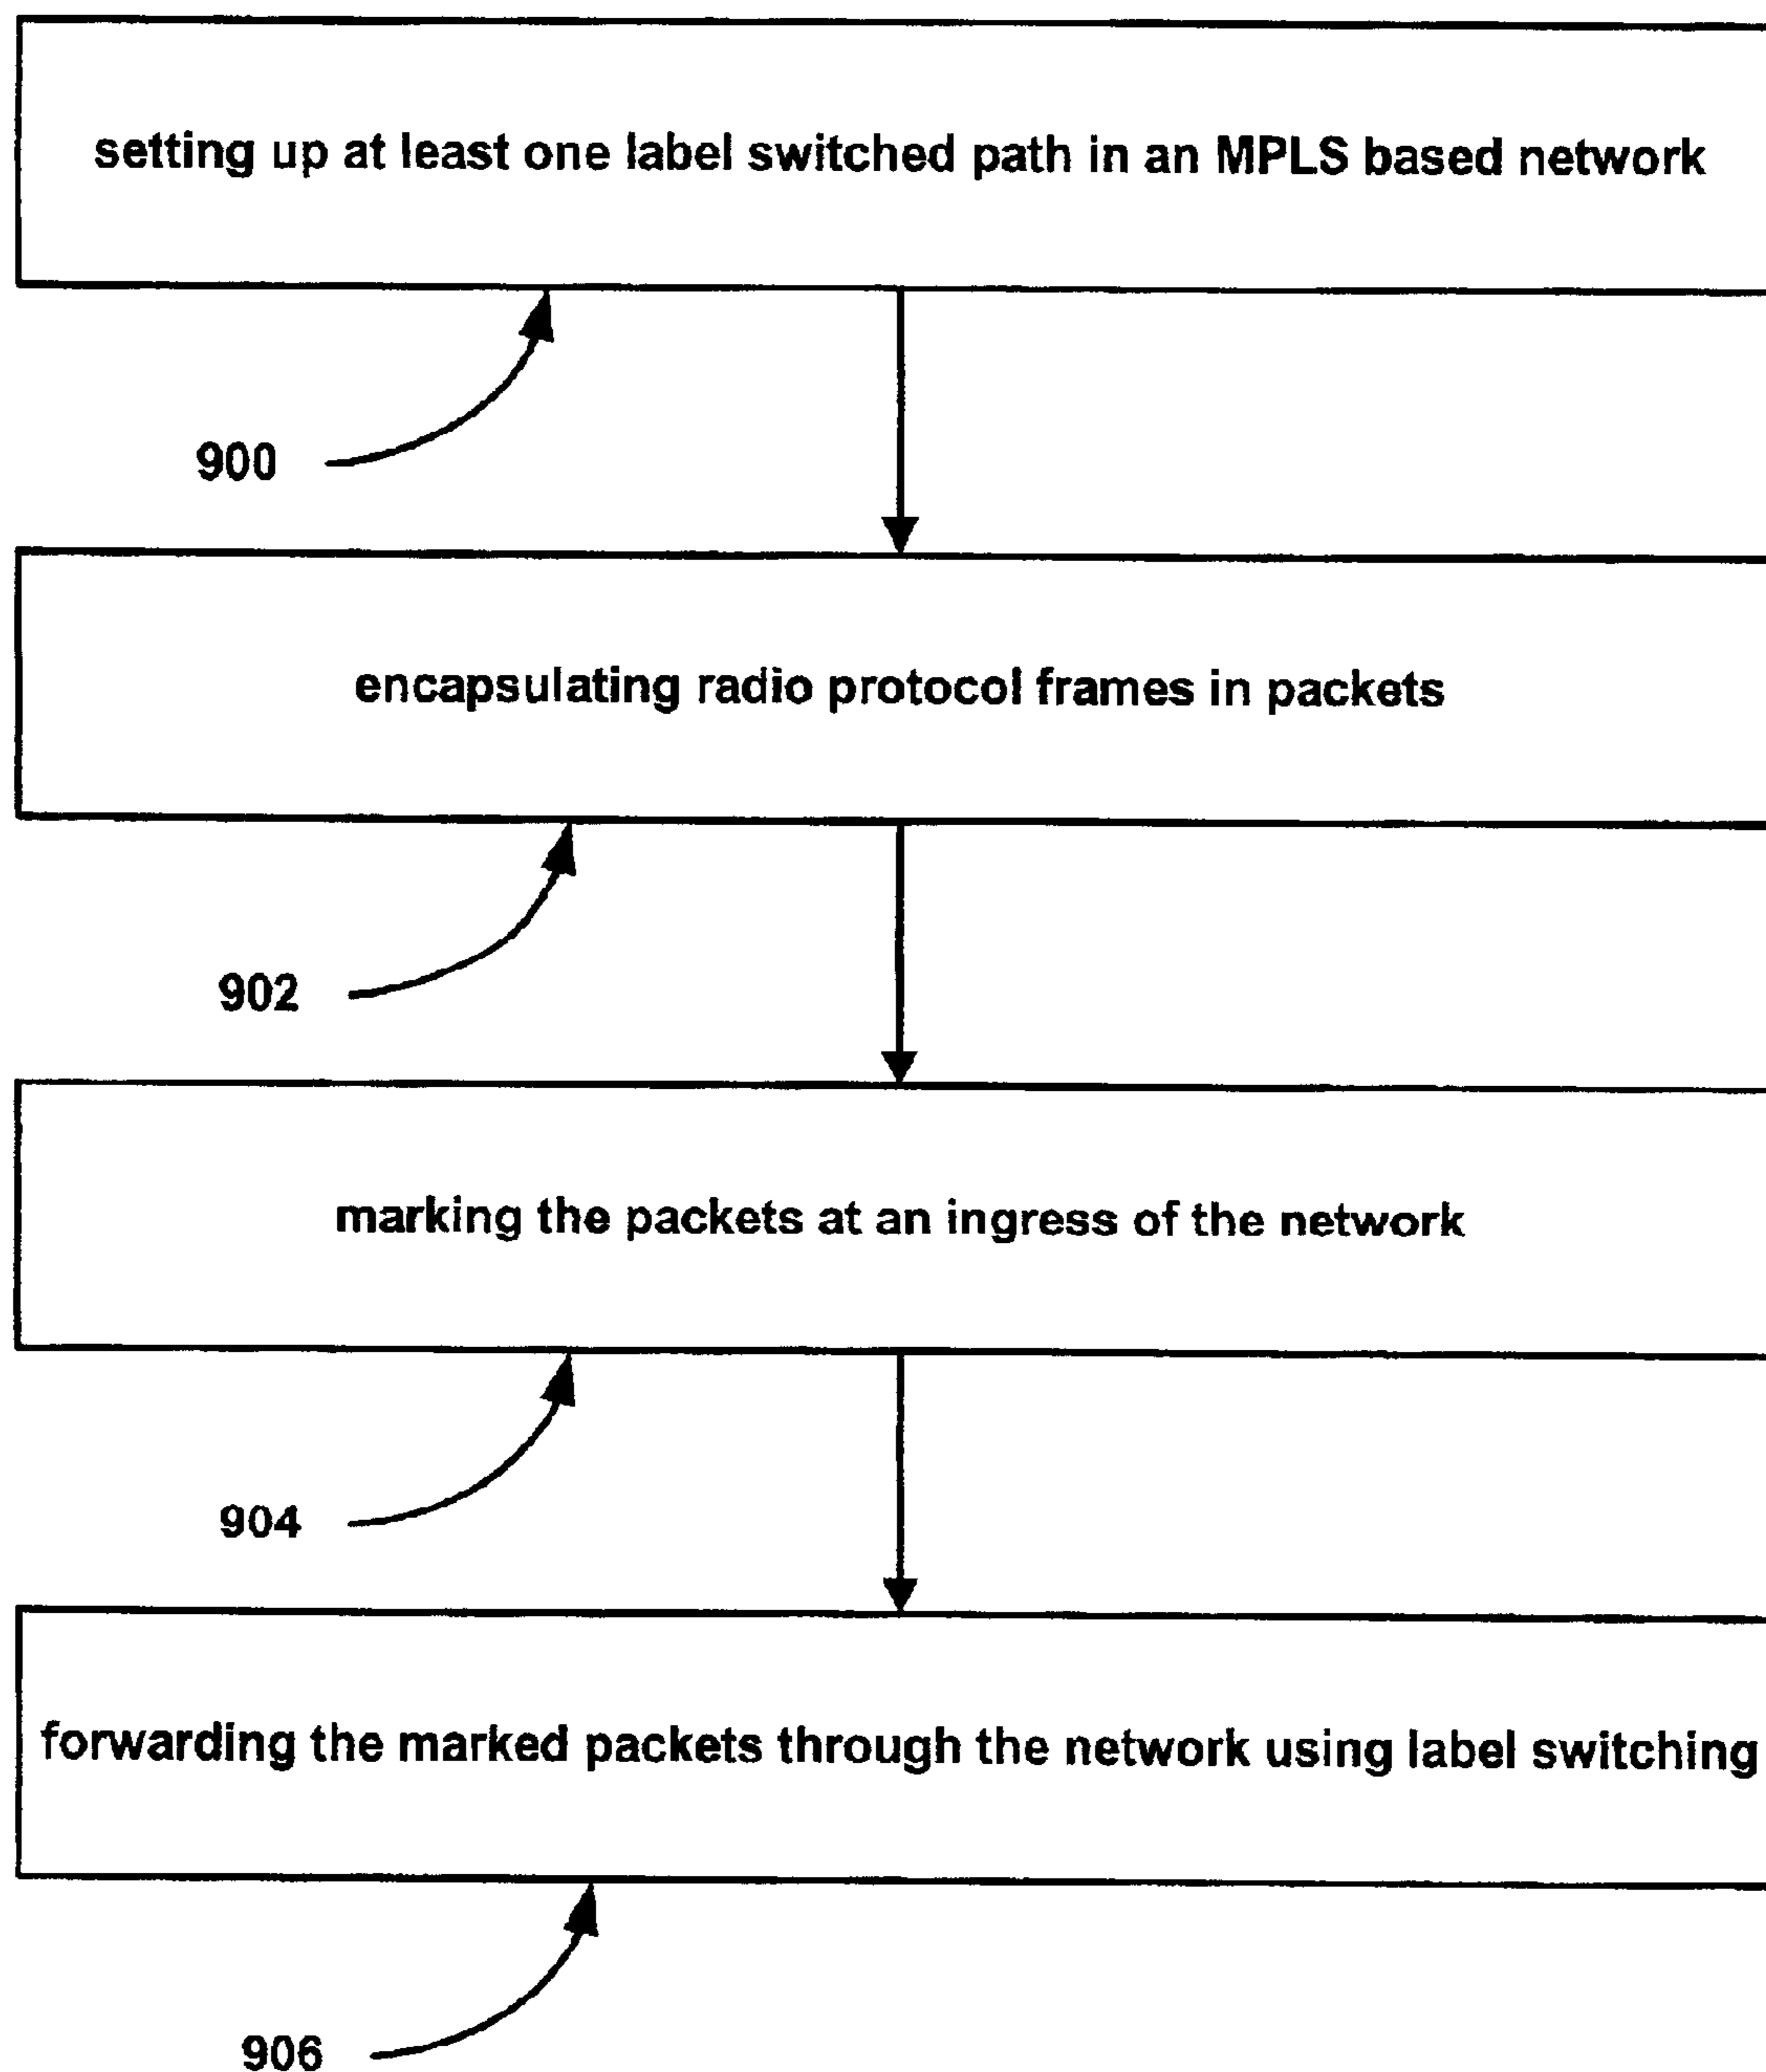 setting up at least one label switched path in an MPLS based network
900
encapsulating radio protocol frames in packets
902
marking the packets at an ingress of the network
904
forwarding the marked packets through the network using label switching
906